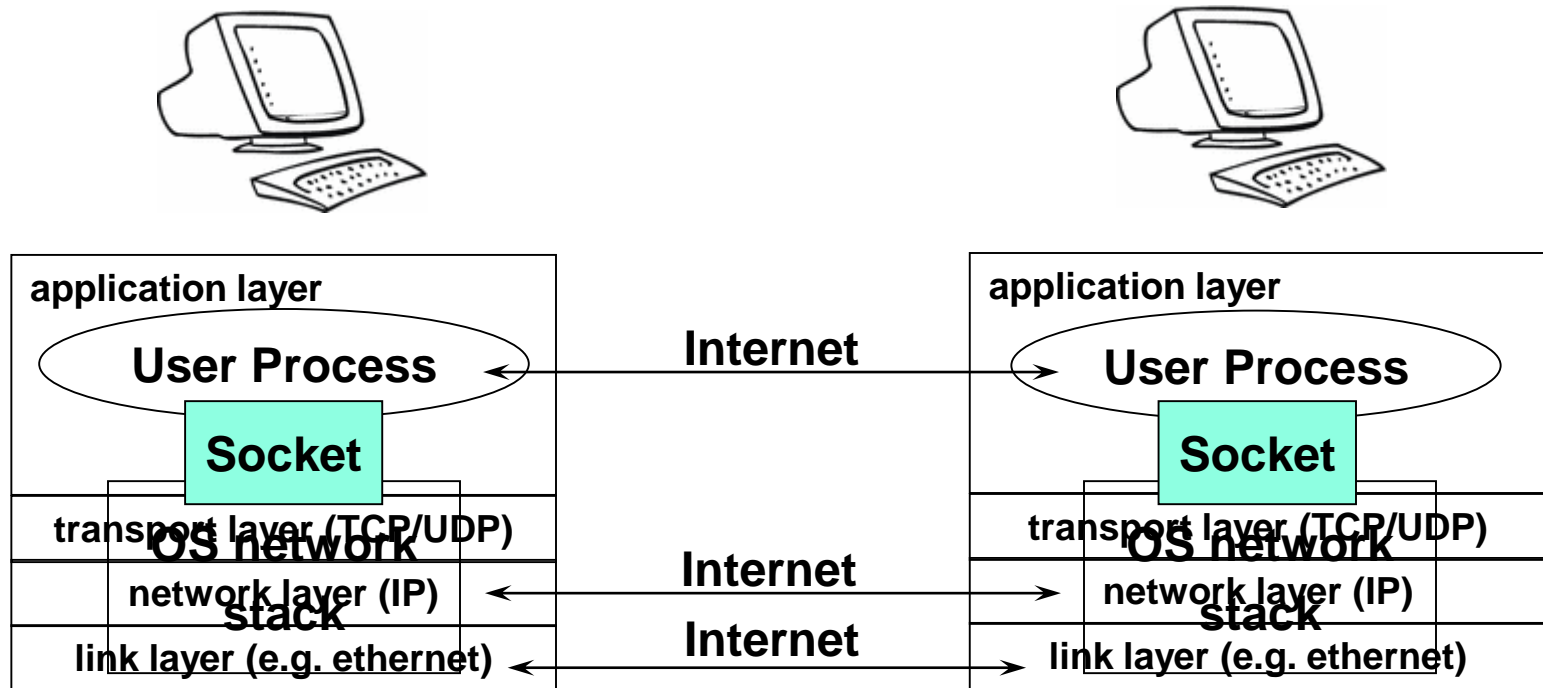 application layer
User Process
Socket
transport layer (TCP/UDP)
OS network
network layer (IP)
stack
link layer (e.g. ethernet)
Internet
Internet
Internet
application layer
User Process
Socket
transport layer (TCP/UDP)
OS network
network layer (IP)
stack
link layer (e.g. ethernet)